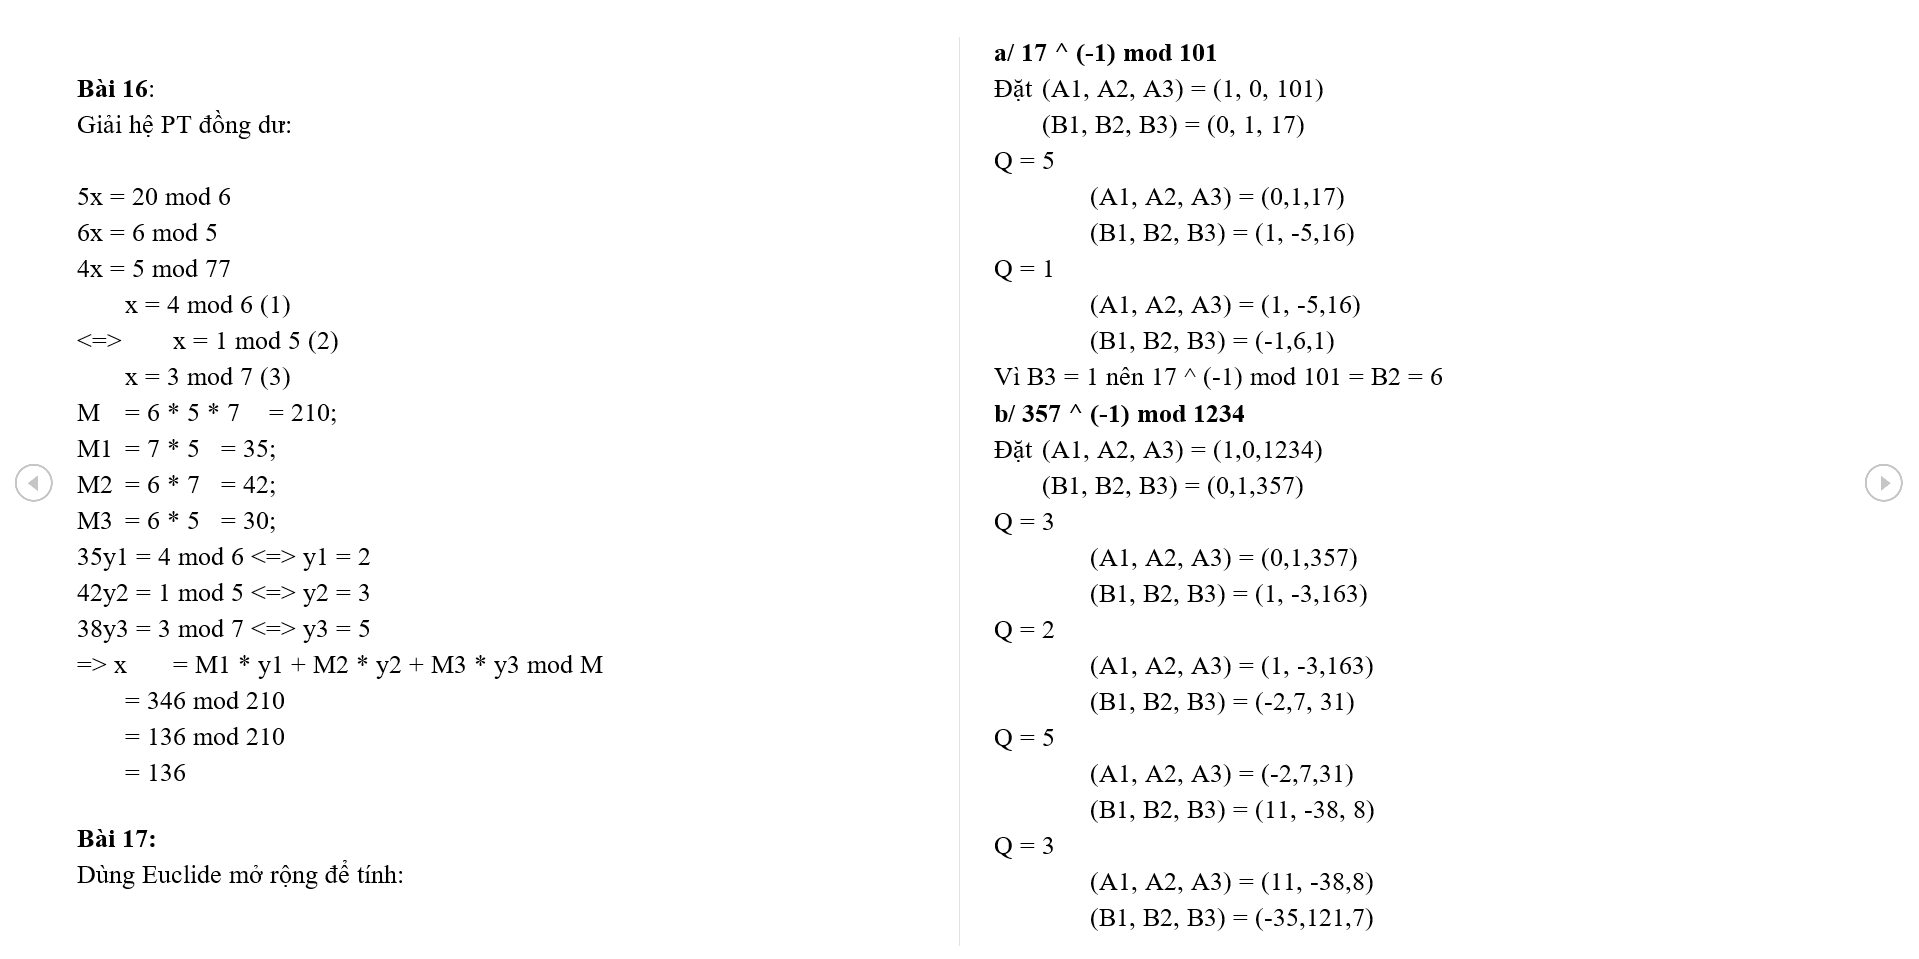 Bài 16:
Giải hệ PT đồng dư:
5x = 20 mod 6
6x = 6 mod 5
4x = 5 mod 77
x = 4 mod 6 (1)
<=> x = 1 mod 5 (2)
x = 3 mod 7 (3)
M = 6 * 5 * 7 = 210;
M1 = 7 * 5 = 35;
M2 = 6 * 7 = 42;
M3 = 6 * 5 = 30;
35y1 = 4 mod 6 <=> y1 = 2
42y2 = 1 mod 5 <=> y2 = 3
38y3 = 3 mod 7 <=> y3 = 5
=> x = M1 * y1 + M2 * y2 + M3 * y3 mod M
= 346 mod 210
= 136 mod 210
= 136
Bài 17:
Dùng Euclide mở rộng để tính:
a/ 17 ^ (-1) mod 101
Đặt (A1, A2, A3) = (1, 0, 101)
(B1, B2, B3) = (0, 1, 17)
Q = 5
(A1, A2, A3) = (0,1,17)
(B1, B2, B3) = (1, -5,16)
Q = 1
(A1, A2, A3) = (1, -5,16)
(B1, B2, B3) = (-1,6,1)
Vì B3 = 1 nên 17 ^ (-1) mod 101 = B2 = 6
b/ 357 ^ (-1) mod 1234
Đặt (A1, A2, A3) = (1,0,1234)
(B1, B2, B3) = (0,1,357)
Q = 3
(A1, A2, A3) = (0,1,357)
(B1, B2, B3) = (1, -3,163)
Q = 2
(A1, A2, A3) = (1, -3,163)
(B1, B2, B3) = (-2,7, 31)
Q = 5
(A1, A2, A3) = (-2,7,31)
(B1, B2, B3) = (11, -38, 8)
Q = 3
(A1, A2, A3) = (11, -38,8)
(B1, B2, B3) = (-35,121,7)